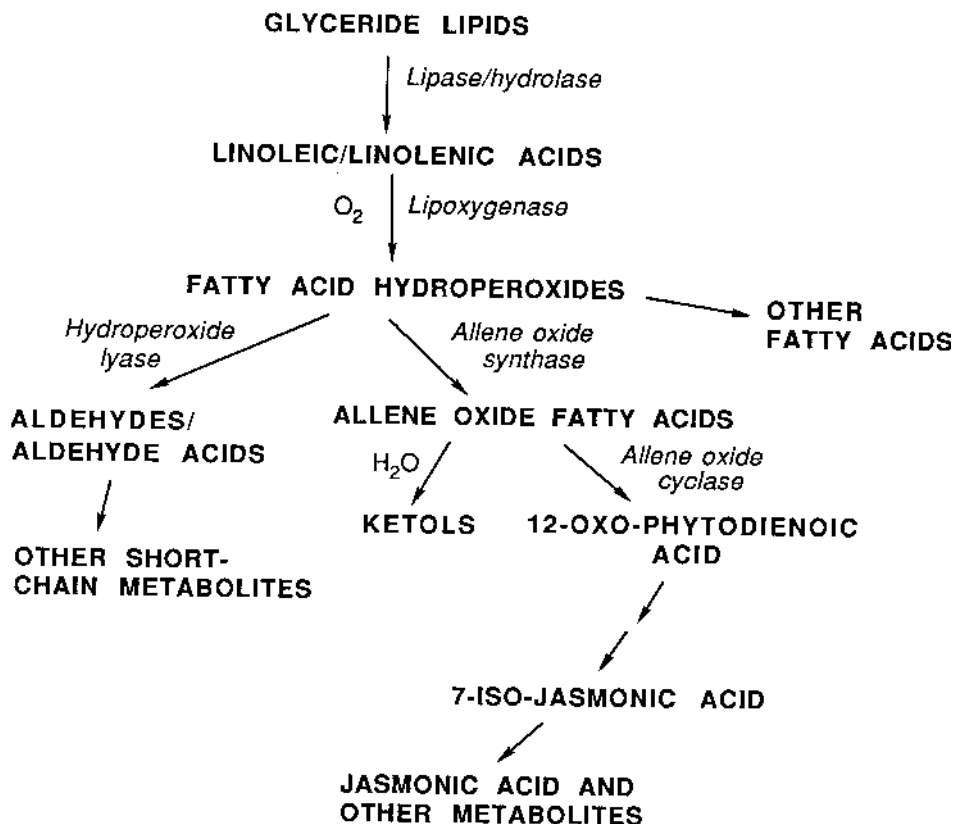 GLYCERIDE LIPIDS
Lipase/hydrolase
LINOLEIC/LINOLENIC ACIDS
O₂
Lipoxygenase
FATTY ACID HYDROPEROXIDES
OTHER
FATTY ACIDS
Hydroperoxide
lyase
Allene oxide
synthase
ALDEHYDES/
ALDEHYDE ACIDS
ALLENE OXIDE FATTY ACIDS
H₂O
Allene oxide
cyclase
KETOLS
12-OXO-PHYTODIENOIC
ACID
OTHER SHORT-
CHAIN METABOLITES
7-ISO-JASMONIC ACID
JASMONIC ACID AND
OTHER METABOLITES